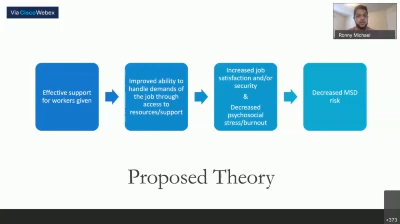 Via Cisco Webex
Ronny Michael
Effective support
for workers given
Improved ability to
handle demands of
the job through
access to
resources/support
Increased job
satisfaction and/or
security
&
Decreased
psychosocial
stress/burnout
Decreased MSD
risk
Proposed Theory
+373